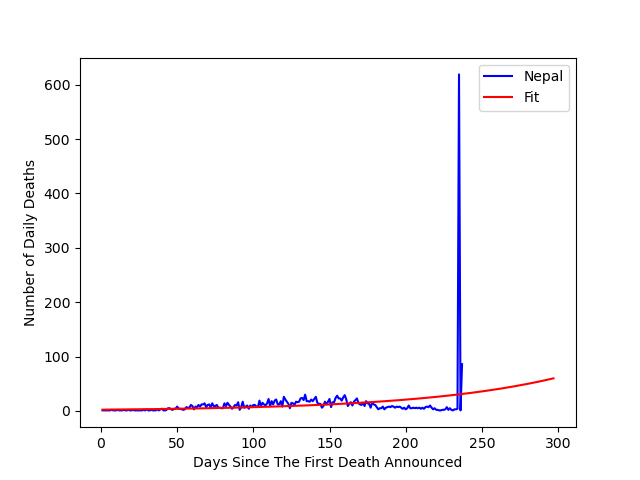 Nepal
Fit
600
500
400
300
200
100
0
Number of Daily Deaths
0 50 100 150 200 250 300
Days Since The First Death Announced